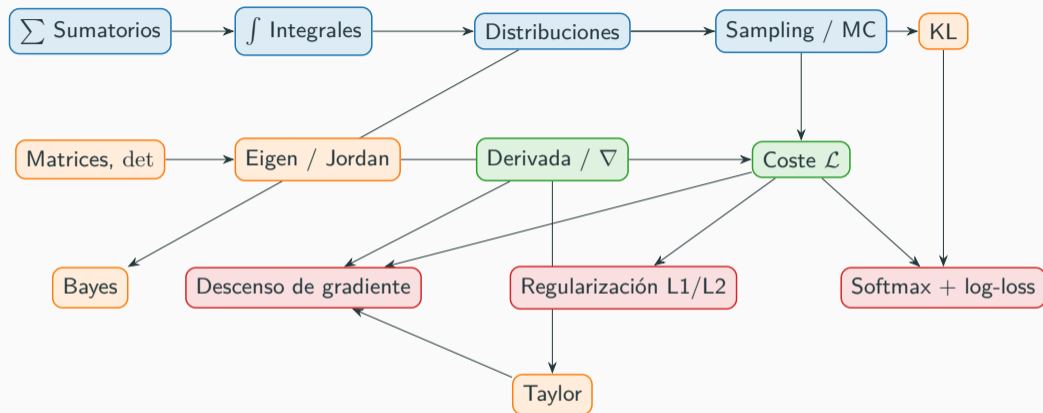 ∑ Sumatorios
∫ Integrales
Distribuciones
Sampling / MC
KL
Matrices, det
Eigen / Jordan
Derivada / ∇
Coste ℒ
Bayes
Descenso de gradiente
Regularización L1/L2
Softmax + log-loss
Taylor